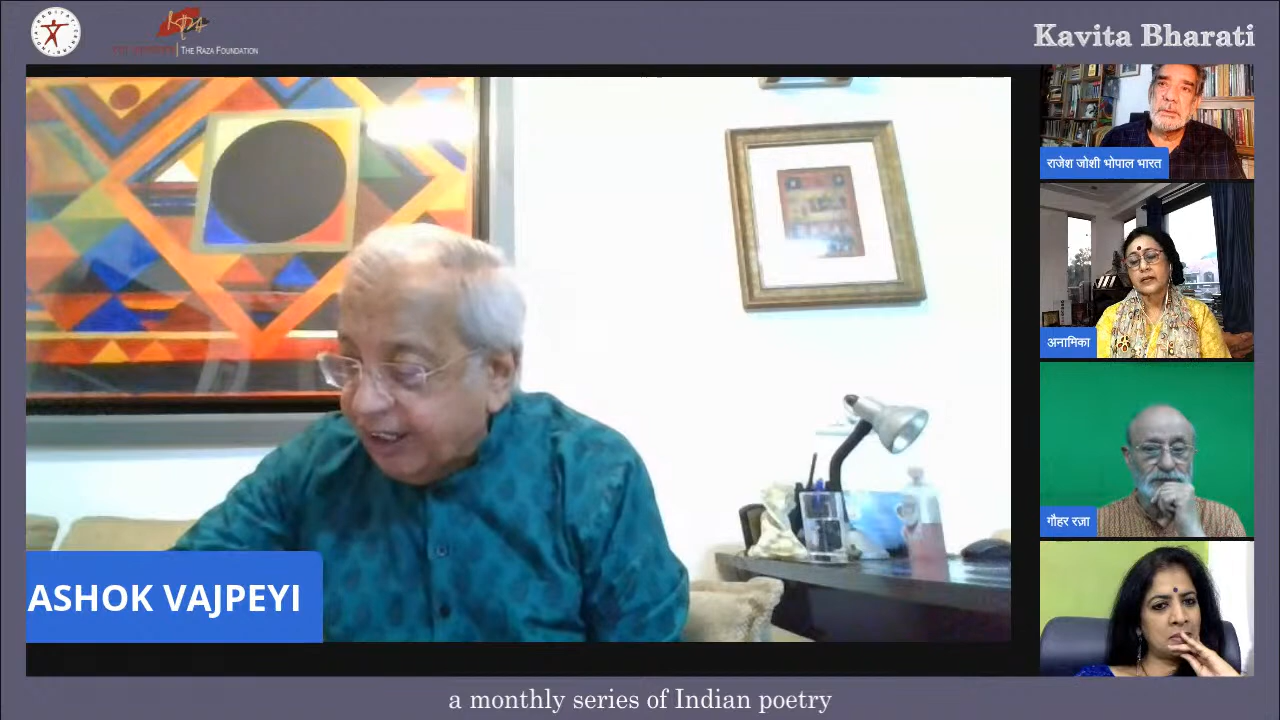 THE RAZA FOUNDATION
Kavita Bharati
राजेश जोशी भोपाल भारत
अनामिका
गौहर रज़ा
ASHOK VAJPEYI
a monthly series of Indian poetry